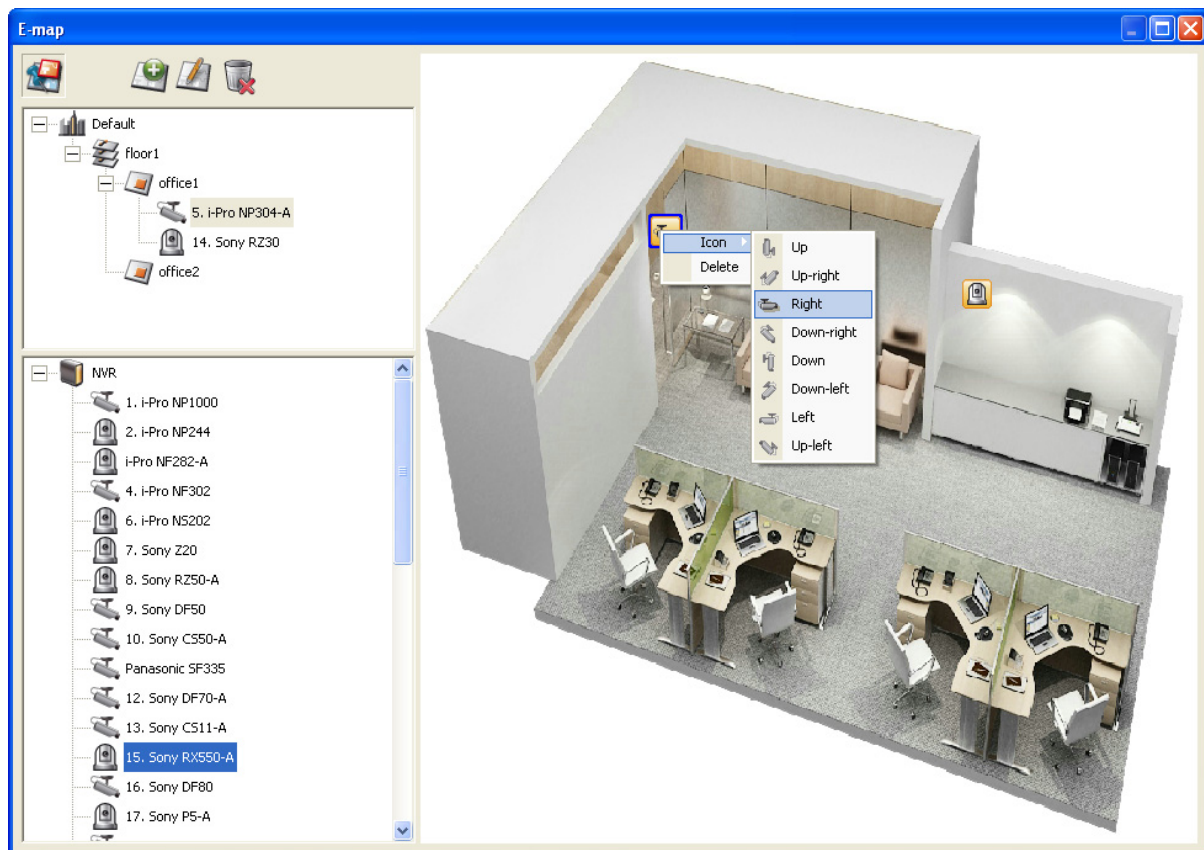 E-map
Default
floor1
office1
5. i-Pro NP304-A
14. Sony RZ30
office2
NVR
1. i-Pro NP1000
2. i-Pro NP244
i-Pro NF282-A
4. i-Pro NF302
6. i-Pro NS202
7. Sony Z20
8. Sony RZ50-A
9. Sony DF50
10. Sony CS50-A
Panasonic SF335
12. Sony DF70-A
13. Sony CS11-A
15. Sony RX550-A
16. Sony DF80
17. Sony P5-A
Icon
Delete
Up
Up-right
Right
Down-right
Down
Down-left
Left
Up-left